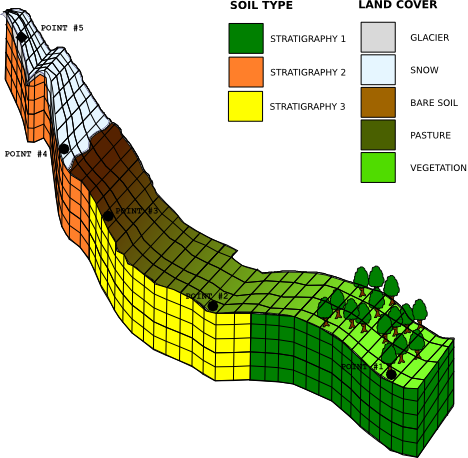 SOIL TYPE
STRATIGRAPHY 1
STRATIGRAPHY 2
STRATIGRAPHY 3
LAND COVER
GLACIER
SNOW
BARE SOIL
PASTURE
VEGETATION
POINT #5
POINT #4
POINT #3
POINT #2
POINT #1